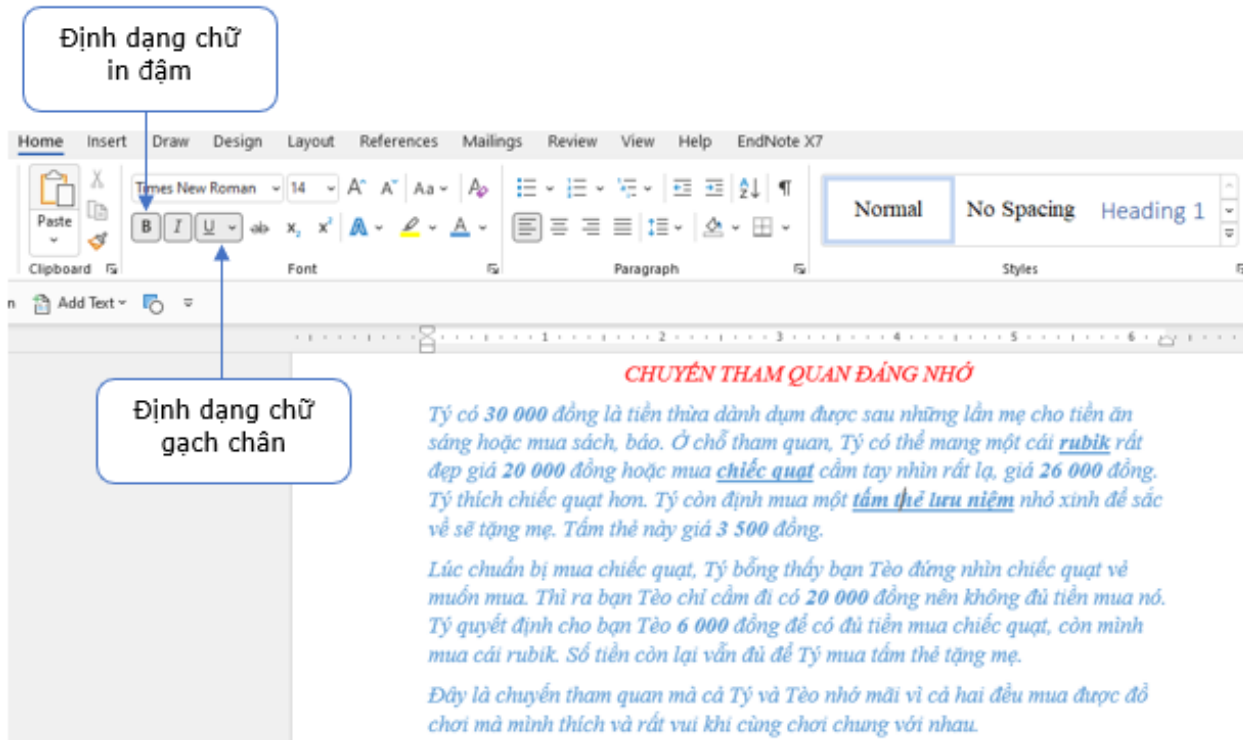 Định dạng chữ
in đậm
Home Insert Draw Design Layout References Mailings Review View Help EndNote X7
Times New Roman 14 A^ A˅ Aa A
Paste
B I U ab x₂ x² A A
Normal No Spacing Heading 1
Clipboard Font Paragraph Styles
n Add Text
1 2 3 4 5 6
Định dạng chữ
gạch chân
CHUYẾN THAM QUAN ĐÁNG NHỚ
Tý có 30 000 đồng là tiền thừa dành dụm được sau những lần mẹ cho tiền ăn
sáng hoặc mua sách, báo. Ở chỗ tham quan, Tý có thể mang một cái rubik rất
đẹp giá 20 000 đồng hoặc mua chiếc quạt cầm tay nhìn rất lạ, giá 26 000 đồng.
Tý thích chiếc quạt hơn. Tý còn định mua một tấm thẻ lưu niệm nhỏ xinh để sắc
về sẽ tặng mẹ. Tấm thẻ này giá 3 500 đồng.
Lúc chuẩn bị mua chiếc quạt, Tý bỗng thấy bạn Tèo đứng nhìn chiếc quạt vẻ
muốn mua. Thì ra bạn Tèo chỉ cầm đi có 20 000 đồng nên không đủ tiền mua nó.
Tý quyết định cho bạn Tèo 6 000 đồng để có đủ tiền mua chiếc quạt, còn mình
mua cái rubik. Số tiền còn lại vẫn đủ để Tý mua tấm thẻ tặng mẹ.
Đây là chuyến tham quan mà cả Tý và Tèo nhớ mãi vì cả hai đều mua được đồ
chơi mà mình thích và rất vui khi cùng chơi chung với nhau.